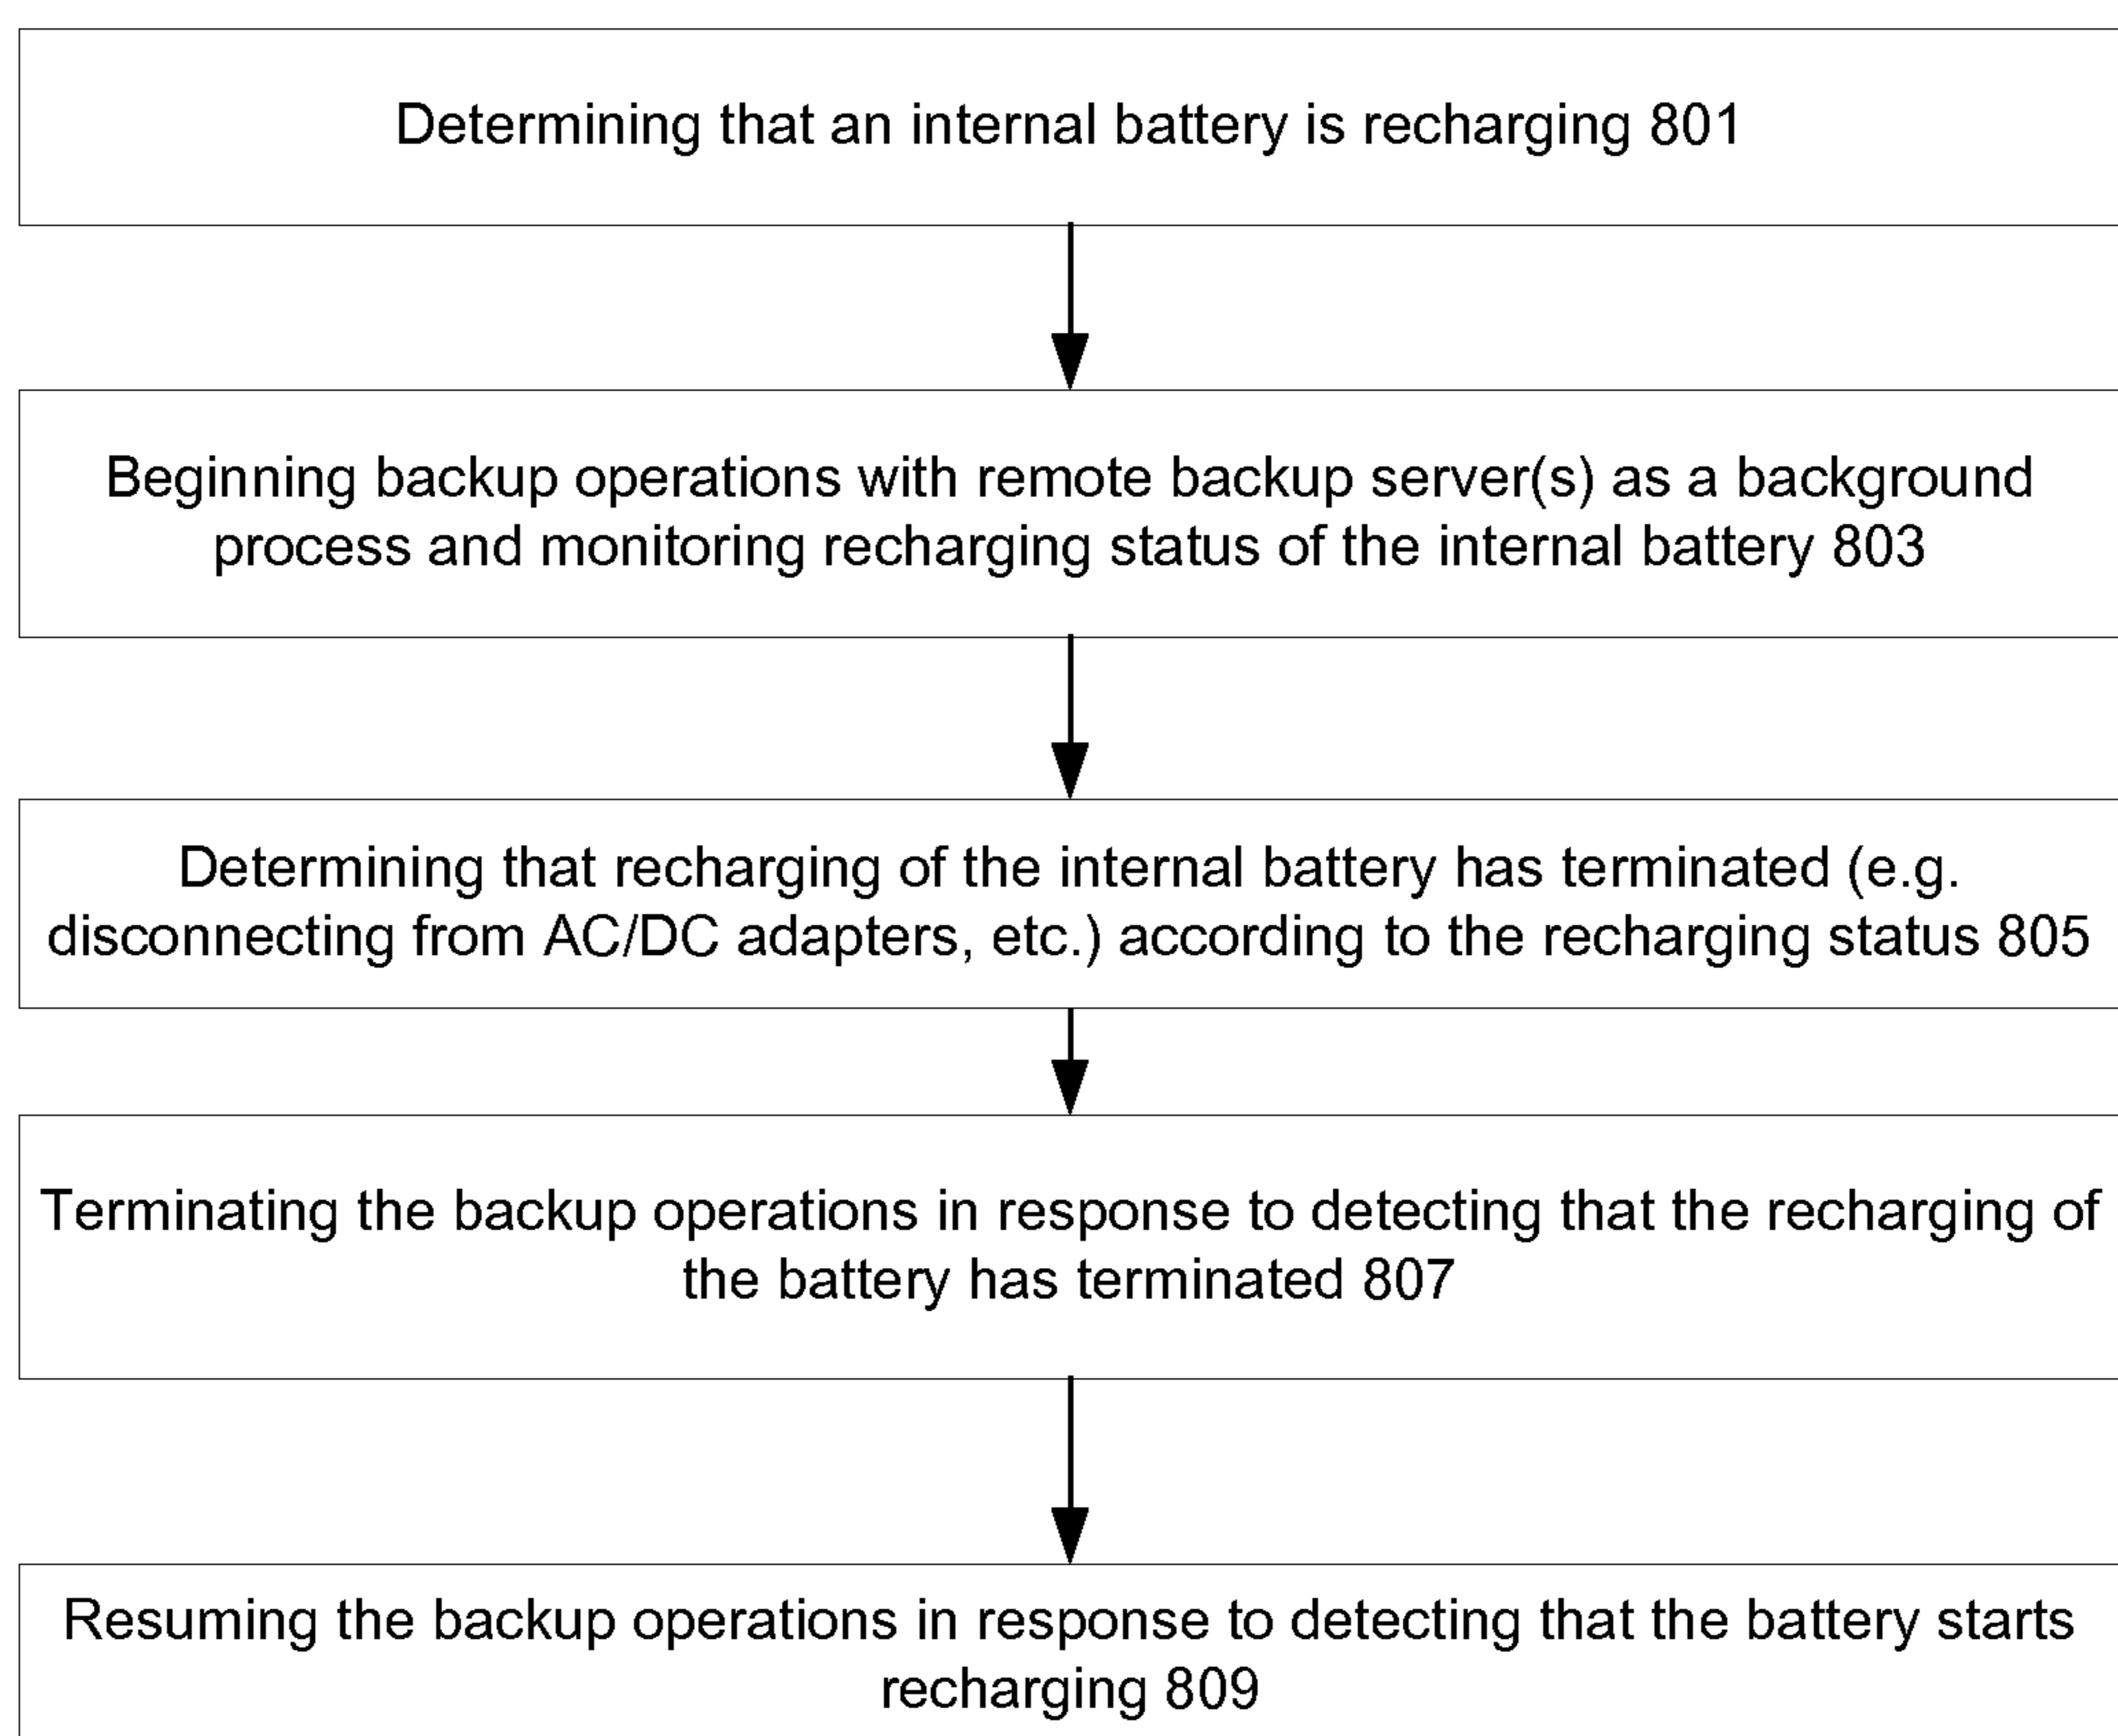 Determining that an internal battery is recharging 801
Beginning backup operations with remote backup server(s) as a background
process and monitoring recharging status of the internal battery 803
Determining that recharging of the internal battery has terminated (e.g.
disconnecting from AC/DC adapters, etc.) according to the recharging status 805
Terminating the backup operations in response to detecting that the recharging of
the battery has terminated 807
Resuming the backup operations in response to detecting that the battery starts
recharging 809